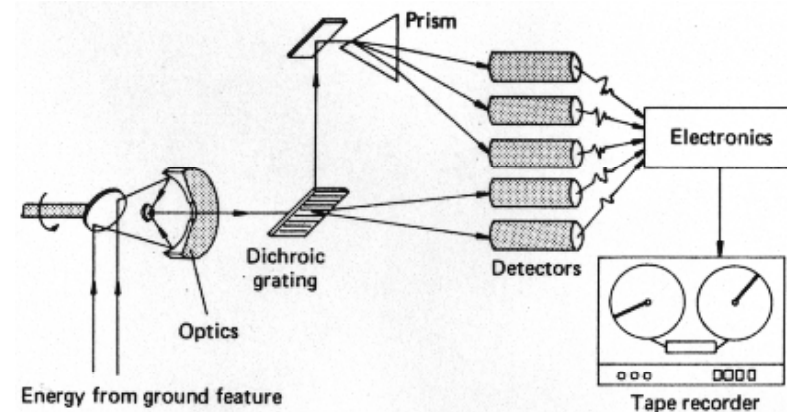 Prism
Electronics
Dichroic
grating
Detectors
Optics
Energy from ground feature
Tape recorder